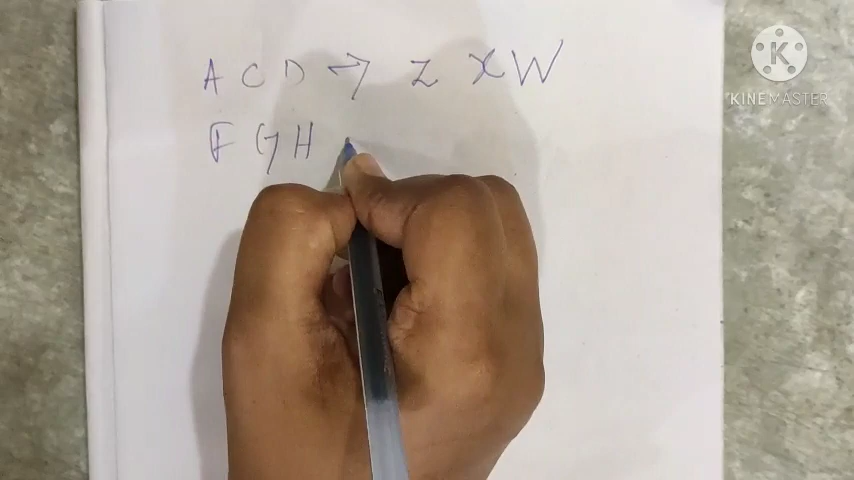 A C D → Z X W
F G H
K
KINEMASTER